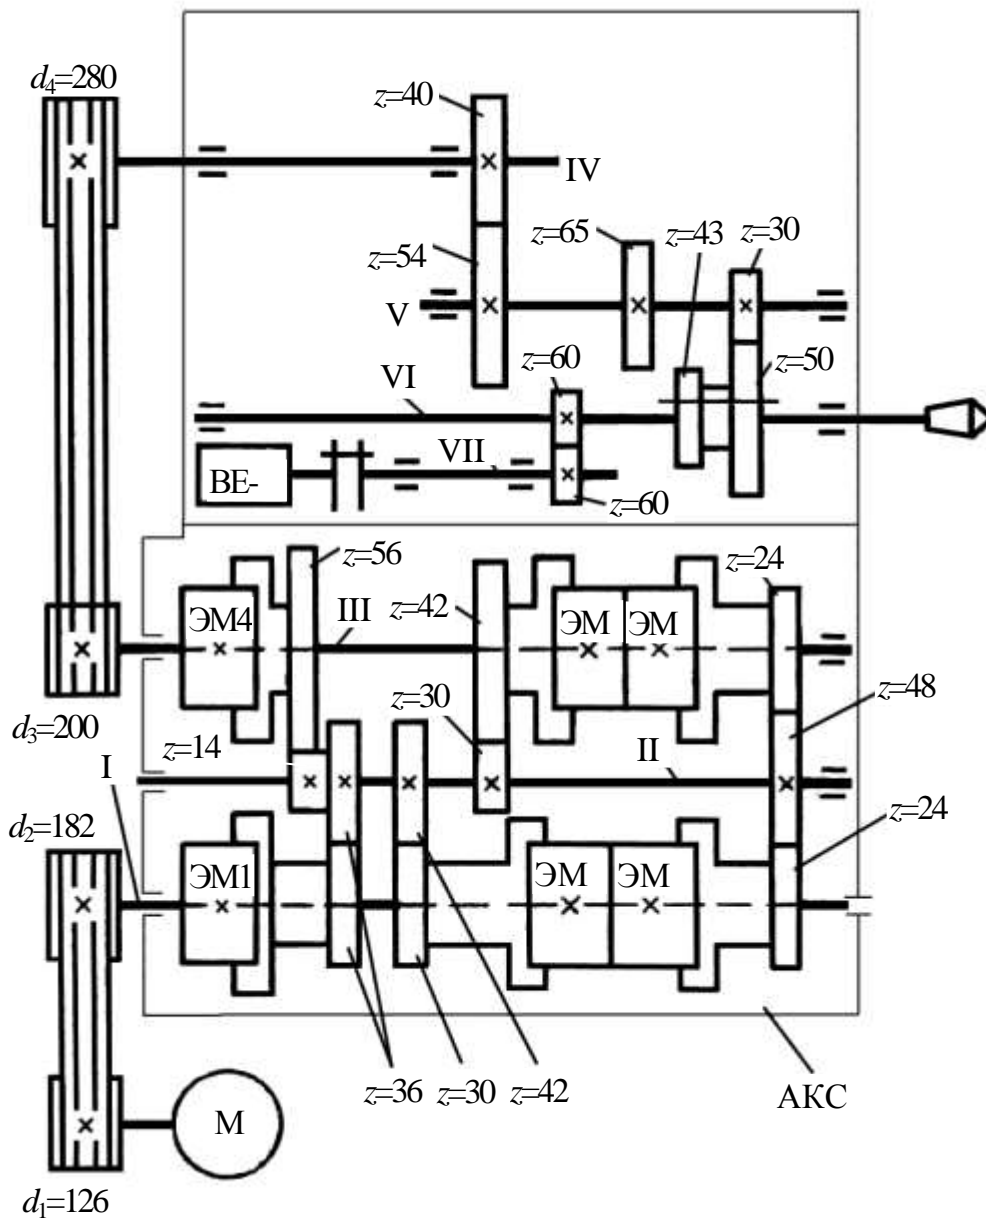 d₄=280
z=40
IV
z=65
z=43
z=30
z=54
V
z=60
z=50
VI
VII
ВЕ-
z=60
z=56
z=24
z=42
ЭМ4
III
ЭМ
ЭМ
z=48
d₃=200
z=14
z=30
I
II
d₂=182
z=24
ЭМ1
ЭМ
ЭМ
z=36
z=30
z=42
АКС
М
d₁=126